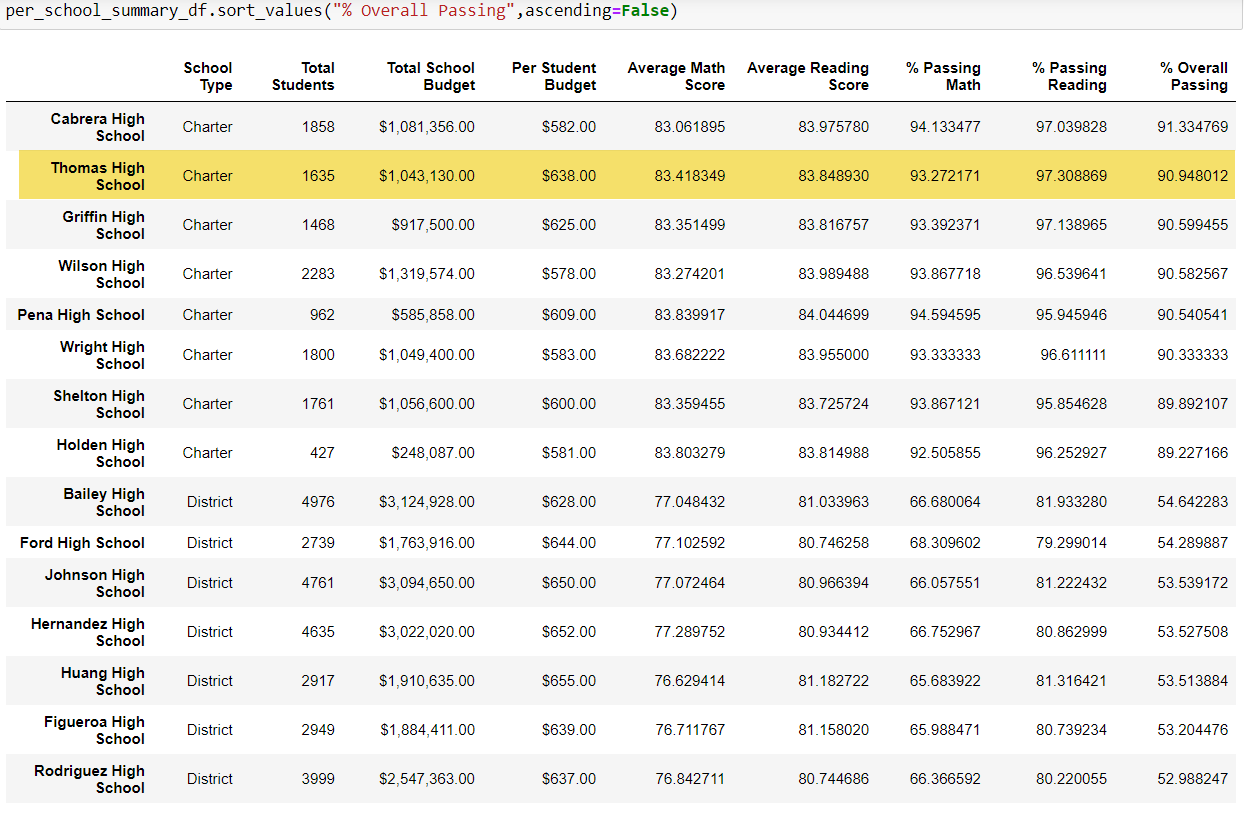 per_school_summary_df.sort_values("% Overall Passing",ascending=False)
School Type Total Students Total School Budget Per Student Budget Average Math Score Average Reading Score % Passing Math % Passing Reading % Overall Passing
Cabrera High School Charter 1858 $1,081,356.00 $582.00 83.061895 83.975780 94.133477 97.039828 91.334769
Thomas High School Charter 1635 $1,043,130.00 $638.00 83.418349 83.848930 93.272171 97.308869 90.948012
Griffin High School Charter 1468 $917,500.00 $625.00 83.351499 83.816757 93.392371 97.138965 90.599455
Wilson High School Charter 2283 $1,319,574.00 $578.00 83.274201 83.989488 93.867718 96.539641 90.582567
Pena High School Charter 962 $585,858.00 $609.00 83.839917 84.044699 94.594595 95.945946 90.540541
Wright High School Charter 1800 $1,049,400.00 $583.00 83.682222 83.955000 93.333333 96.611111 90.333333
Shelton High School Charter 1761 $1,056,600.00 $600.00 83.359455 83.725724 93.867121 95.854628 89.892107
Holden High School Charter 427 $248,087.00 $581.00 83.803279 83.814988 92.505855 96.252927 89.227166
Bailey High School District 4976 $3,124,928.00 $628.00 77.048432 81.033963 66.680064 81.933280 54.642283
Ford High School District 2739 $1,763,916.00 $644.00 77.102592 80.746258 68.309602 79.299014 54.289887
Johnson High School District 4761 $3,094,650.00 $650.00 77.072464 80.966394 66.057551 81.222432 53.539172
Hernandez High School District 4635 $3,022,020.00 $652.00 77.289752 80.934412 66.752967 80.862999 53.527508
Huang High School District 2917 $1,910,635.00 $655.00 76.629414 81.182722 65.683922 81.316421 53.513884
Figueroa High School District 2949 $1,884,411.00 $639.00 76.711767 81.158020 65.988471 80.739234 53.204476
Rodriguez High School District 3999 $2,547,363.00 $637.00 76.842711 80.744686 66.366592 80.220055 52.988247